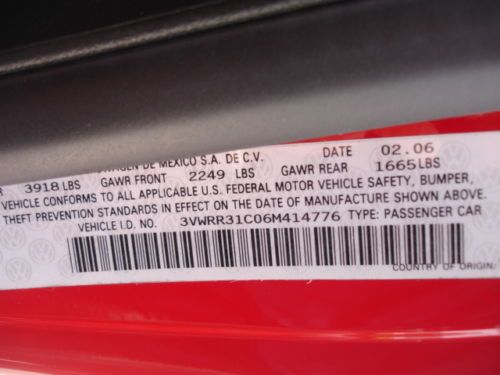 DE MEXICO S.A. DE C.V. DATE 02.06
3918 LBS GAWR FRONT 2249 LBS GAWR REAR 1665LBS
VEHICLE CONFORMS TO ALL APPLICABLE U.S. FEDERAL MOTOR VEHICLE SAFETY, BUMPER,
THEFT PREVENTION STANDARDS IN EFFECT ON THE DATE OF MANUFACTURE SHOWN ABOVE.
VEHICLE I.D. NO. 3VWRR31C06M414776 TYPE: PASSENGER CAR
COUNTRY OF ORIGIN: